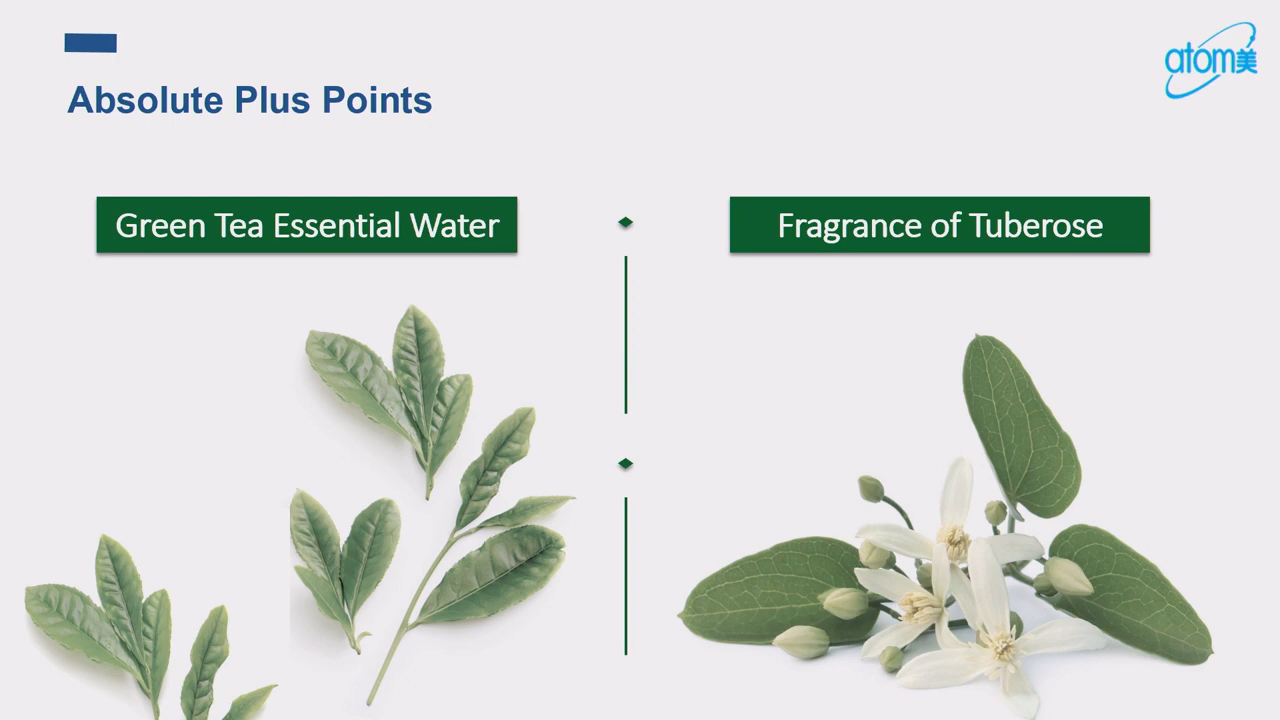 atom美
Absolute Plus Points
Green Tea Essential Water
Fragrance of Tuberose